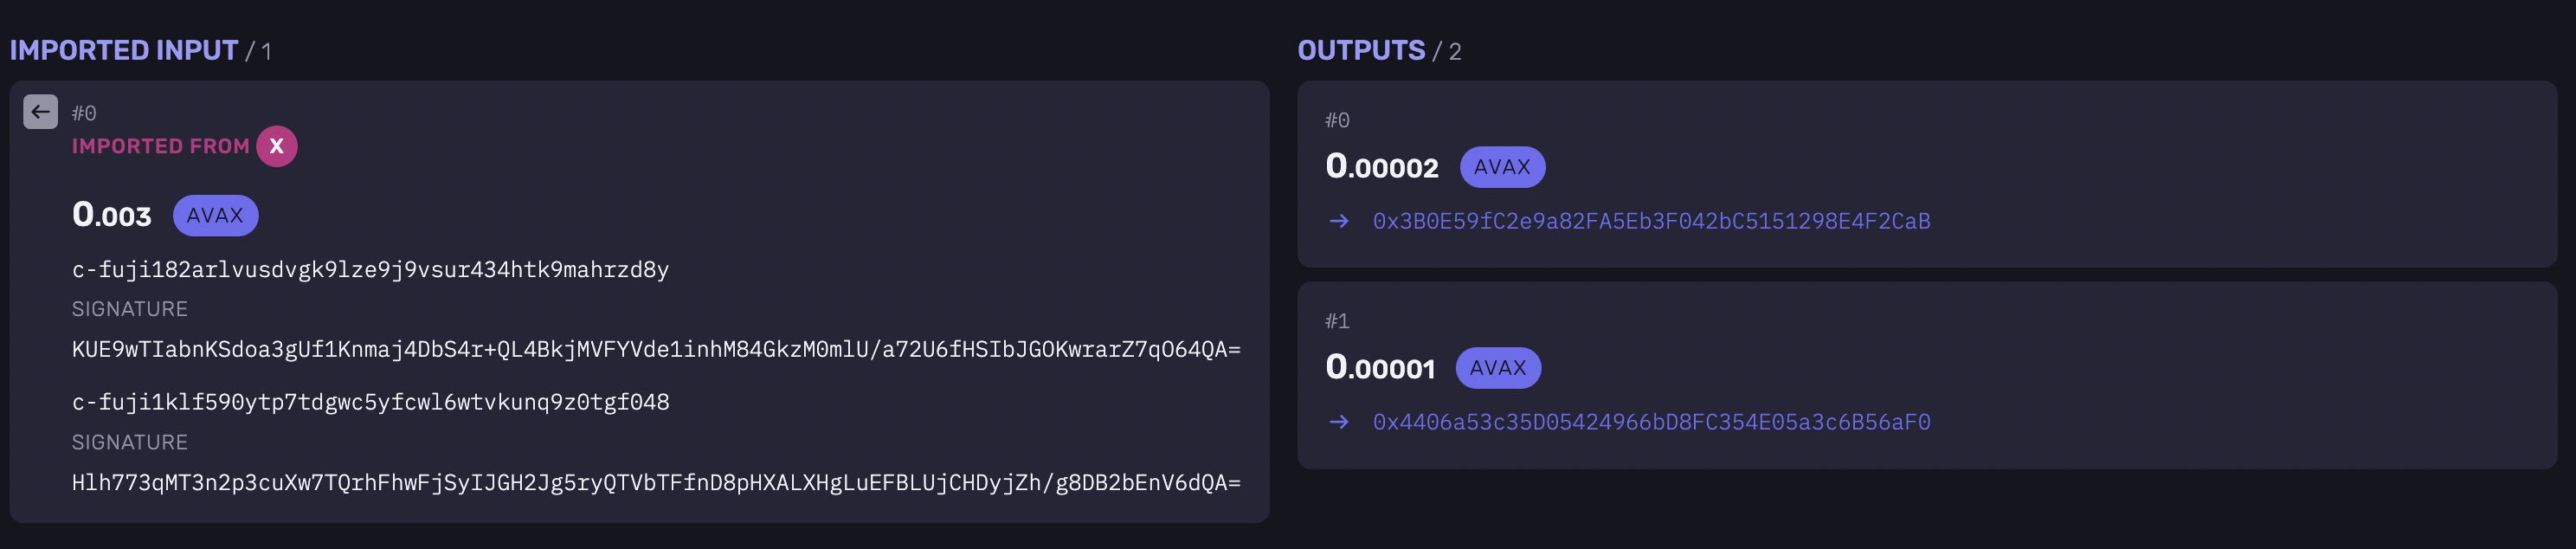 IMPORTED INPUT / 1
#0
IMPORTED FROM X
0.003 AVAX
c-fuji182arlvusdvgk9lze9j9vsur434htk9mahrzd8y
SIGNATURE
KUE9wTIabnKSdoa3gUf1Knmaj4DbS4r+QL4BkjMVFYVde1inhM84GkzM0mlU/a72U6fHSIbJGOKwrarZ7qO64QA=
c-fuji1klf590ytp7tdgwc5yfcwl6wtvkunq9z0tgf048
SIGNATURE
Hlh773qMT3n2p3cuXw7TQrhFhwFjSyIJGH2Jg5ryQTVbTFfnD8pHXALXHgLuEFBLUjCHDyjZh/g8DB2bEnV6dQA=
OUTPUTS / 2
#0
0.00002 AVAX
→ 0x3B0E59fC2e9a82FA5Eb3F042bC5151298E4F2CaB
#1
0.00001 AVAX
→ 0x4406a53c35D05424966bD8FC354E05a3c6B56aF0